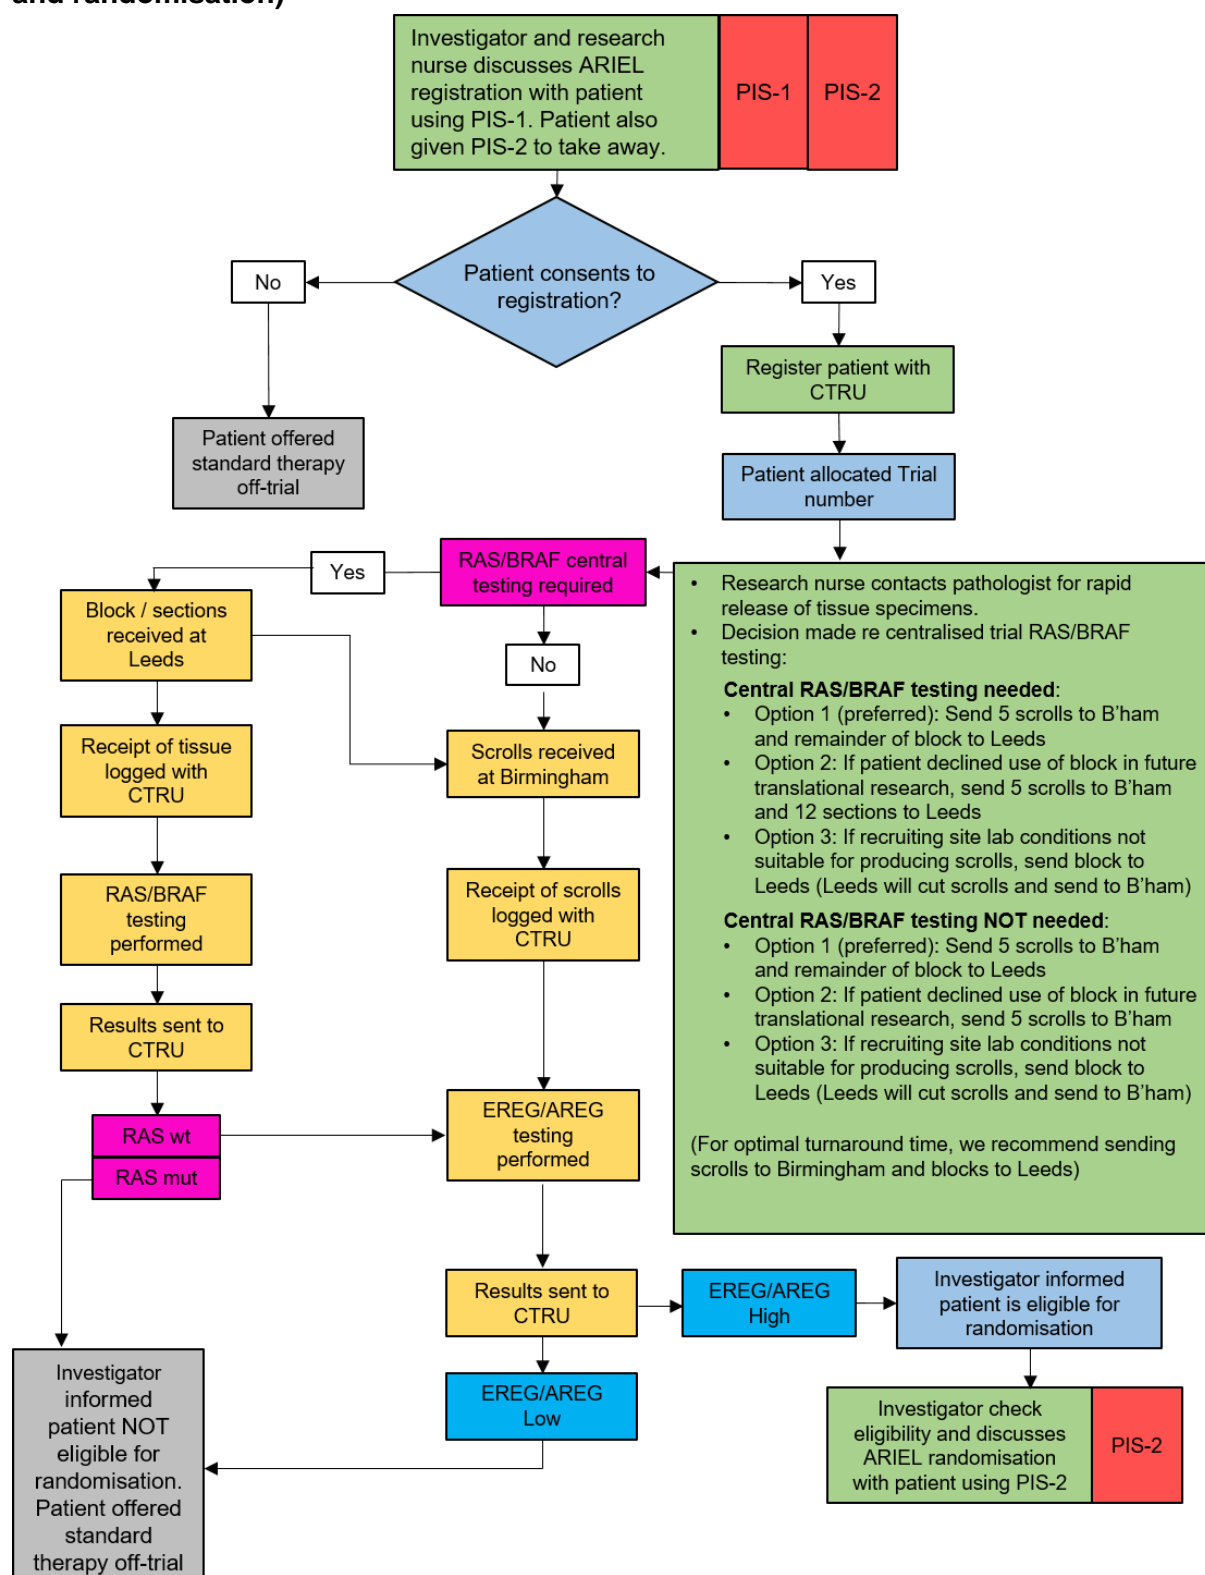 and randomisation)
Investigator and research
nurse discusses ARIEL
registration with patient
using PIS-1. Patient also
given PIS-2 to take away.
PIS-1
PIS-2
Patient consents to
registration?
No
Yes
Register patient with
CTRU
Patient offered
standard therapy
off-trial
Patient allocated Trial
number
RAS/BRAF central
testing required
Yes
No
Block / sections
received at
Leeds
Receipt of tissue
logged with
CTRU
RAS/BRAF
testing
performed
Results sent to
CTRU
RAS wt
RAS mut
Scrolls received
at Birmingham
Receipt of scrolls
logged with
CTRU
EREG/AREG
testing
performed
Results sent to
CTRU
EREG/AREG
Low
EREG/AREG
High
• Research nurse contacts pathologist for rapid
release of tissue specimens.
• Decision made re centralised trial RAS/BRAF
testing:
Central RAS/BRAF testing needed:
• Option 1 (preferred): Send 5 scrolls to B’ham
and remainder of block to Leeds
• Option 2: If patient declined use of block in future
translational research, send 5 scrolls to B’ham
and 12 sections to Leeds
• Option 3: If recruiting site lab conditions not
suitable for producing scrolls, send block to
Leeds (Leeds will cut scrolls and send to B’ham)
Central RAS/BRAF testing NOT needed:
• Option 1 (preferred): Send 5 scrolls to B’ham
and remainder of block to Leeds
• Option 2: If patient declined use of block in future
translational research, send 5 scrolls to B’ham
• Option 3: If recruiting site lab conditions not
suitable for producing scrolls, send block to
Leeds (Leeds will cut scrolls and send to B’ham)
(For optimal turnaround time, we recommend sending
scrolls to Birmingham and blocks to Leeds)
Investigator informed
patient is eligible for
randomisation
Investigator check
eligibility and discusses
ARIEL randomisation
with patient using PIS-2
PIS-2
Investigator
informed
patient NOT
eligible for
randomisation.
Patient offered
standard
therapy off-trial